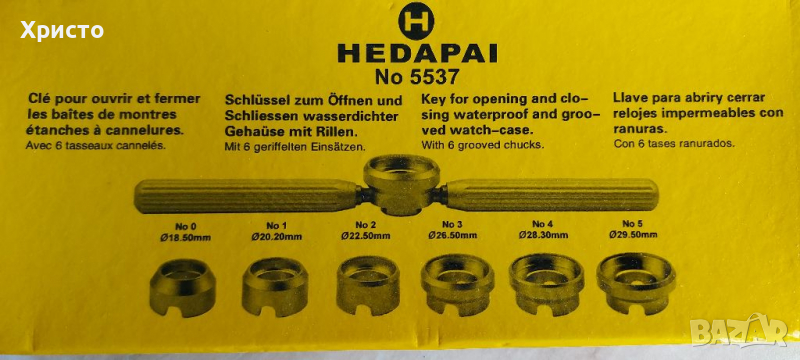 Христо
H
HEDAPAI
No 5537
Clé pour ouvrir et fermer
les baîtes de montres
étanches à cannelures.
Avec 6 tasseaux cannelés.
Schlüssel zum Öffnen und
Schliessen wasserdichter
Gehäuse mit Rillen.
Mit 6 geriffelten Einsätzen.
Key for opening and clo-
sing waterproof and groo-
ved watch-case.
With 6 grooved chucks.
Llave para abriry cerrar
relojes impermeables con
ranuras.
Con 6 tases ranurados.
No 0 No 1 No 2 No 3 No 4 No 5
Ø18.50mm Ø20.20mm Ø22.50mm Ø26.50mm Ø28.30mm Ø29.50mm
BAZAR